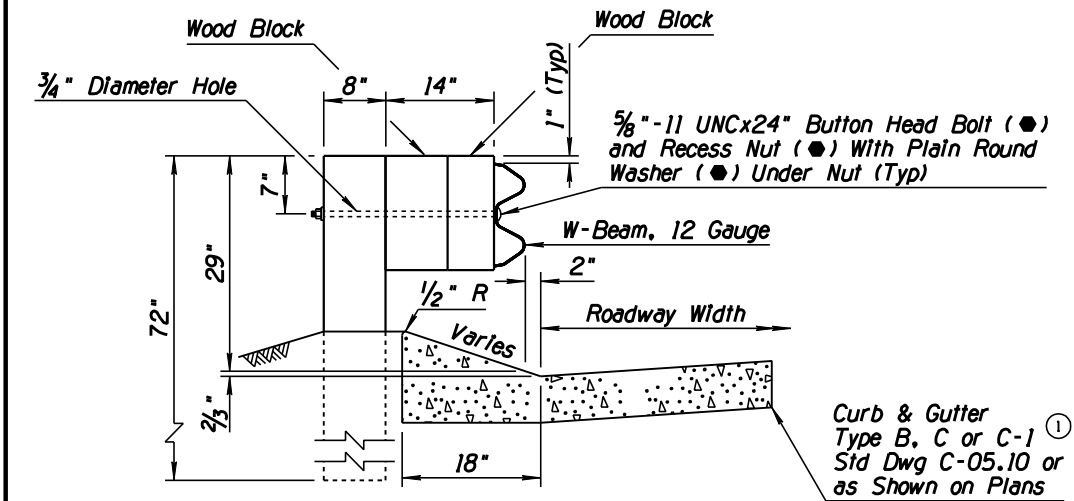 Wood Block
Wood Block
¾" Diameter Hole
8"
14"
1" (Typ)
⅝"-11 UNCx24" Button Head Bolt (⬣)
and Recess Nut (⬣) With Plain Round
Washer (⬣) Under Nut (Typ)
7"
W-Beam, 12 Gauge
29"
2"
72"
½" R
Roadway Width
Varies
⅔"
18"
Curb & Gutter
Type B, C or C-1 ①
Std Dwg C-05.10 or
as Shown on Plans